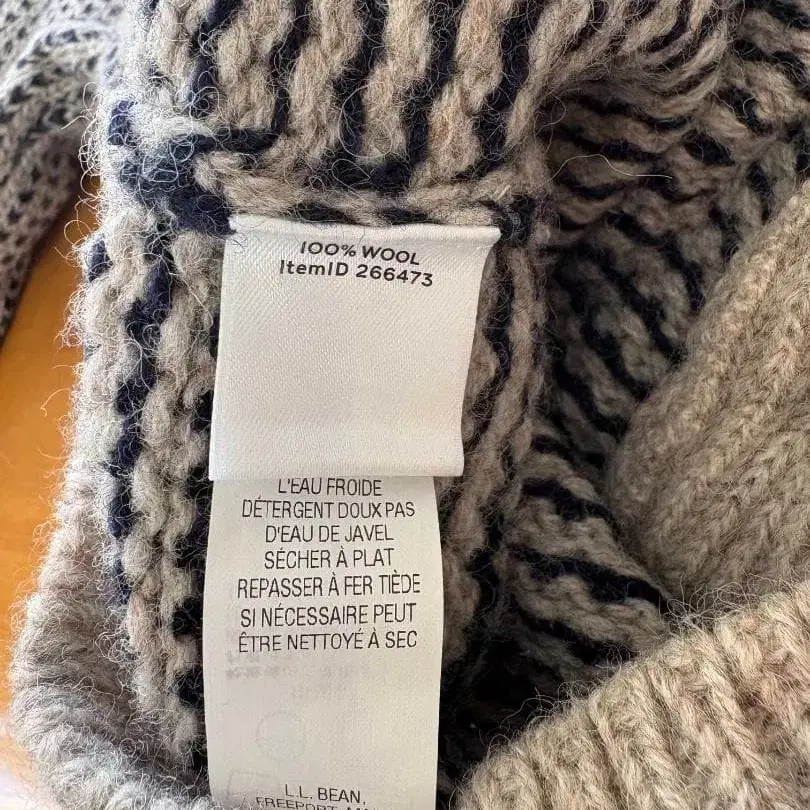 100% WOOL
ItemID 266473
L'EAU FROIDE
DÉTERGENT DOUX PAS
D'EAU DE JAVEL
SÉCHER À PLAT
REPASSER À FER TIÈDE
SI NÉCESSAIRE PEUT
ÊTRE NETTOYÉ À SEC
L.L. BEAN,
FREEPORT,